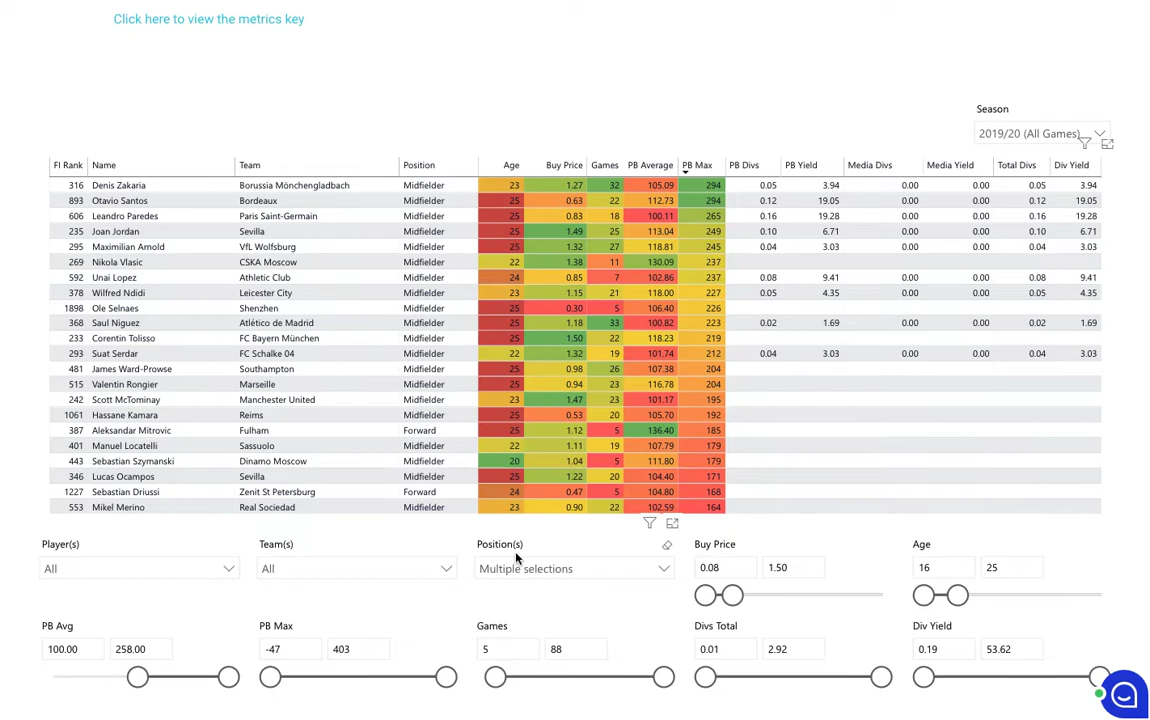 Click here to view the metrics key
Season
2019/20 (All Games)
FI Rank Name Team Position Age Buy Price Games PB Average PB Max PB Divs PB Yield Media Divs Media Yield Total Divs Div Yield
316 Denis Zakaria Borussia Mönchengladbach Midfielder 23 1.27 32 105.09 294 0.05 3.94 0.00 0.00 0.05 3.94
893 Otavio Santos Bordeaux Midfielder 25 0.63 22 112.73 294 0.12 19.05 0.00 0.00 0.12 19.05
606 Leandro Paredes Paris Saint-Germain Midfielder 25 0.83 18 100.11 265 0.16 19.28 0.00 0.00 0.16 19.28
235 Joan Jordan Sevilla Midfielder 25 1.49 25 113.04 249 0.10 6.71 0.00 0.00 0.10 6.71
295 Maximilian Arnold VfL Wolfsburg Midfielder 25 1.32 27 118.81 245 0.04 3.03 0.00 0.00 0.04 3.03
269 Nikola Vlasic CSKA Moscow Midfielder 22 1.38 11 130.09 237
592 Unai Lopez Athletic Club Midfielder 24 0.85 7 102.86 237 0.08 9.41 0.00 0.00 0.08 9.41
378 Wilfred Ndidi Leicester City Midfielder 23 1.15 21 118.00 227 0.05 4.35 0.00 0.00 0.05 4.35
1898 Ole Selnaes Shenzhen Midfielder 25 0.30 5 106.40 226
368 Saul Niguez Atlético de Madrid Midfielder 25 1.18 33 100.82 223 0.02 1.69 0.00 0.00 0.02 1.69
233 Corentin Tolisso FC Bayern München Midfielder 25 1.50 22 118.23 219
293 Suat Serdar FC Schalke 04 Midfielder 22 1.32 19 101.74 212 0.04 3.03 0.00 0.00 0.04 3.03
481 James Ward-Prowse Southampton Midfielder 25 0.98 26 107.38 204
515 Valentin Rongier Marseille Midfielder 25 0.94 23 116.78 204
242 Scott McTominay Manchester United Midfielder 23 1.47 23 101.17 195
1061 Hassane Kamara Reims Midfielder 25 0.53 20 105.70 192
387 Aleksandar Mitrovic Fulham Forward 25 1.12 5 136.40 185
401 Manuel Locatelli Sassuolo Midfielder 22 1.11 19 107.79 179
443 Sebastian Szymanski Dinamo Moscow Midfielder 20 1.04 5 111.80 179
346 Lucas Ocampos Sevilla Midfielder 25 1.22 20 104.40 171
1227 Sebastian Driussi Zenit St Petersburg Forward 24 0.47 5 104.80 168
553 Mikel Merino Real Sociedad Midfielder 23 0.90 22 102.59 164
Player(s) Team(s) Position(s) Buy Price Age
All All Multiple selections 0.08 1.50 16 25
PB Avg PB Max Games Divs Total Div Yield
100.00 258.00 -47 403 5 88 0.01 2.92 0.19 53.62